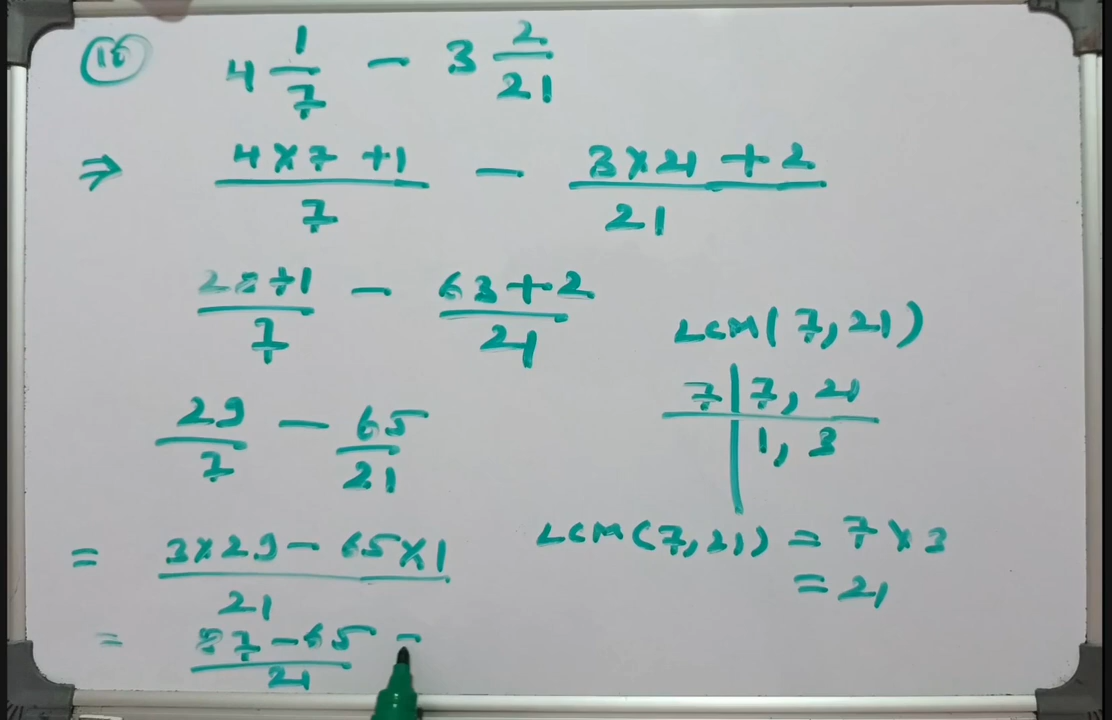 16
4 1/7 - 3 2/21
⇒ (4×7+1)/7 - (3×21+2)/21
(28+1)/7 - (63+2)/21
29/7 - 65/21
= (3×29-65×1)/21
= (87-65)/21 =
LCM(7,21)
7 | 7, 21
| 1, 3
LCM(7,21) = 7×3
= 21